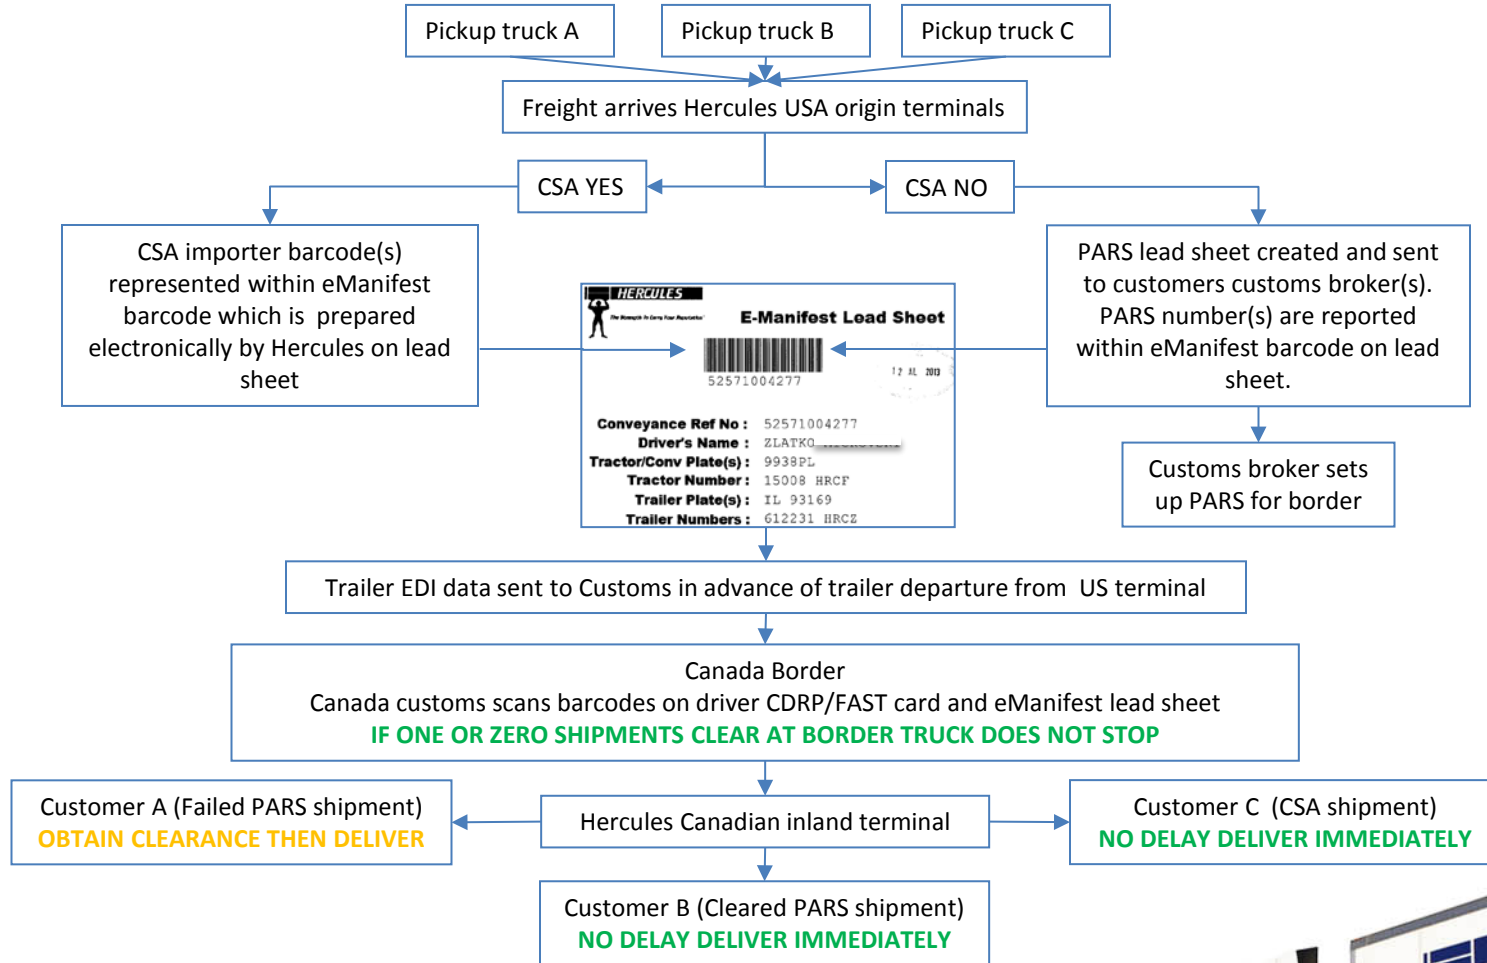 Pickup truck A
Pickup truck B
Pickup truck C
Freight arrives Hercules USA origin terminals
CSA YES
CSA NO
CSA importer barcode(s)
represented within eManifest
barcode which is  prepared
electronically by Hercules on lead
sheet
HERCULES
The Strength to Carry Your Reputation
E-Manifest Lead Sheet
52571004277
2013
Conveyance Ref No : 52571004277
Driver's Name : ZLATKO
Tractor/Conv Plate(s) : 9938PL
Tractor Number : 15008 HRCF
Trailer Plate(s) : IL 93169
Trailer Numbers : 612231 HRCZ
PARS lead sheet created and sent
to customers customs broker(s).
PARS number(s) are reported
within eManifest barcode on lead
sheet.
Customs broker sets
up PARS for border
Trailer EDI data sent to Customs in advance of trailer departure from  US terminal
Canada Border
Canada customs scans barcodes on driver CDRP/FAST card and eManifest lead sheet
IF ONE OR ZERO SHIPMENTS CLEAR AT BORDER TRUCK DOES NOT STOP
Customer A (Failed PARS shipment)
OBTAIN CLEARANCE THEN DELIVER
Hercules Canadian inland terminal
Customer C  (CSA shipment)
NO DELAY DELIVER IMMEDIATELY
Customer B (Cleared PARS shipment)
NO DELAY DELIVER IMMEDIATELY